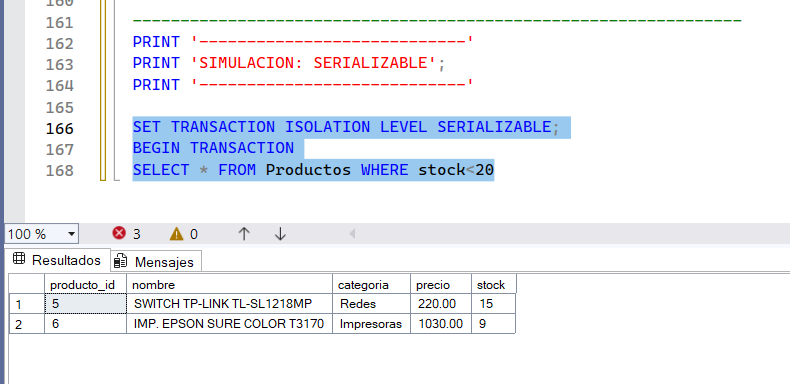 160
161 ----------------------------------------------------------------
162 PRINT '----------------------------'
163 PRINT 'SIMULACION: SERIALIZABLE';
164 PRINT '----------------------------'
165
166 SET TRANSACTION ISOLATION LEVEL SERIALIZABLE;
167 BEGIN TRANSACTION
168 SELECT * FROM Productos WHERE stock<20
100 % 3 0
Resultados Mensajes
producto_id nombre categoria precio stock
1 5 SWITCH TP-LINK TL-SL1218MP Redes 220.00 15
2 6 IMP. EPSON SURE COLOR T3170 Impresoras 1030.00 9